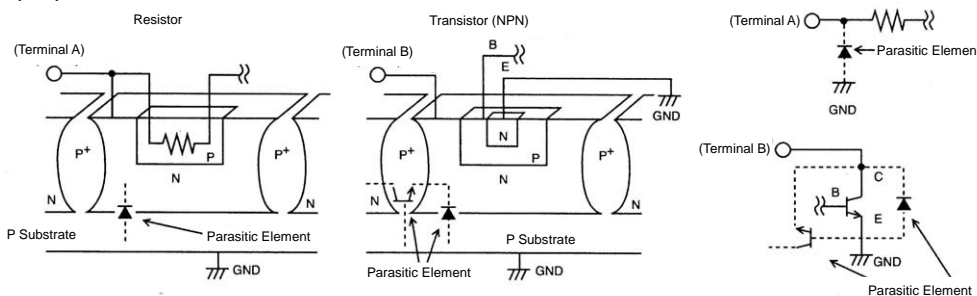 Resistor
(Terminal A)
P+
P
P+
N
N
N
P Substrate
Parasitic Element
GND
Transistor (NPN)
(Terminal B)
B
E
GND
N
P+
P
P+
N
N
N
P Substrate
Parasitic Element
GND
(Terminal A)
Parasitic Elemen
GND
(Terminal B)
C
B
E
GND
Parasitic Element